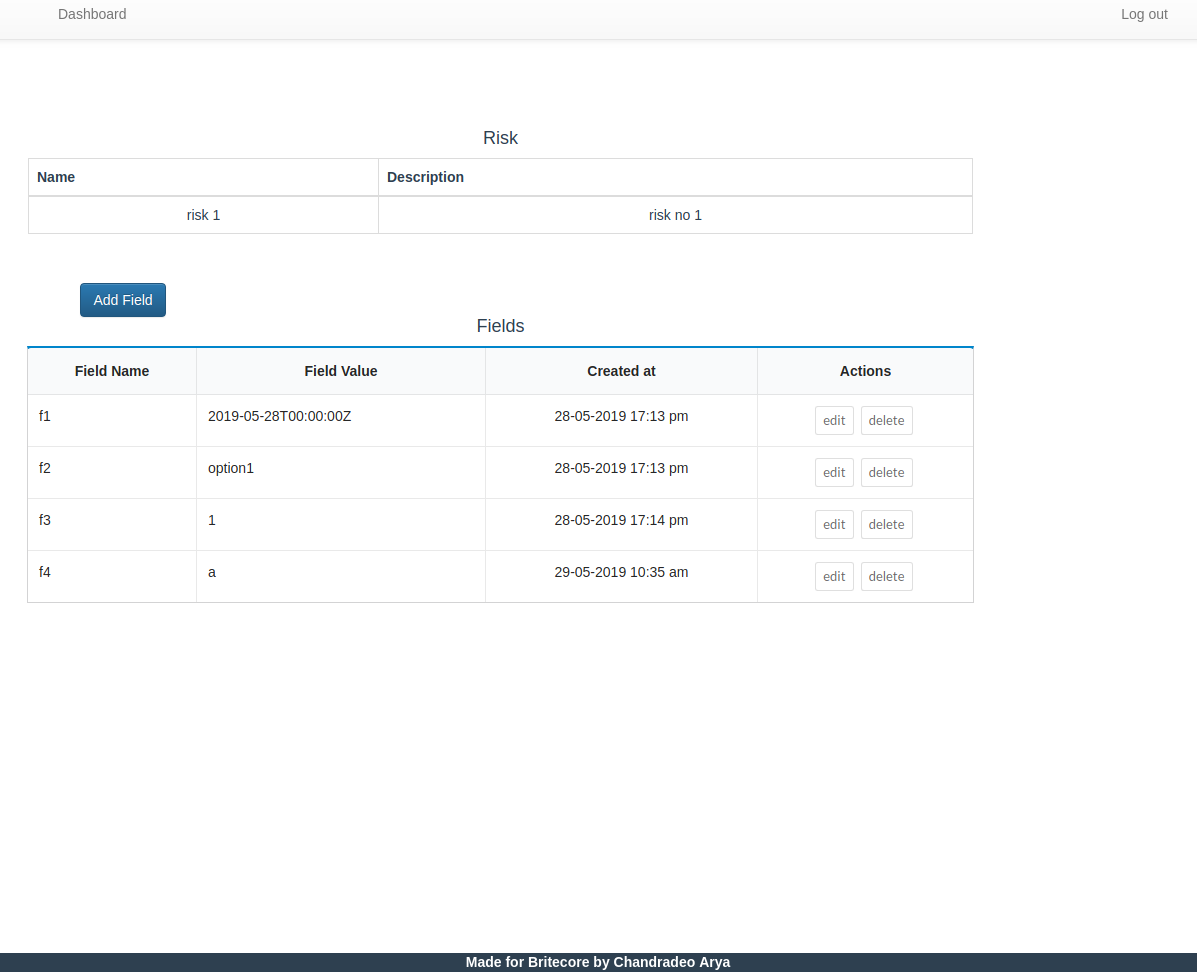 Dashboard Log out
Risk
Name Description
risk 1 risk no 1
Add Field
Fields
Field Name Field Value Created at Actions
f1 2019-05-28T00:00:00Z 28-05-2019 17:13 pm edit delete
f2 option1 28-05-2019 17:13 pm edit delete
f3 1 28-05-2019 17:14 pm edit delete
f4 a 29-05-2019 10:35 am edit delete
Made for Britecore by Chandradeo Arya